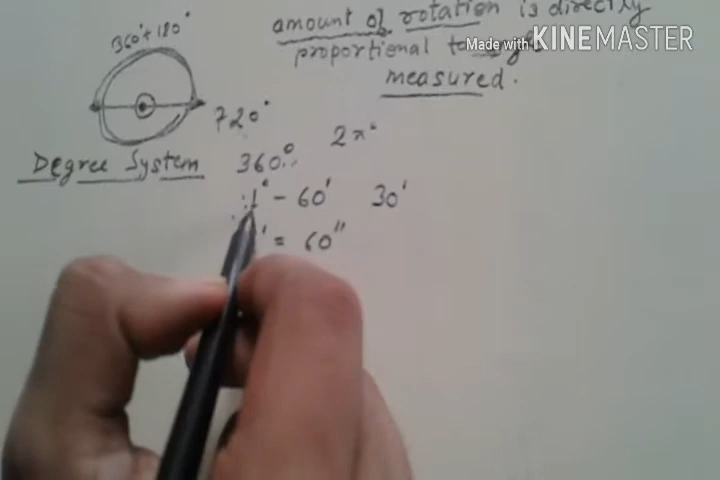 amount of rotation is directly
proportional to
Made with KINEMASTER
measured.
360° + 180°
720°
2π°
Degree System 360°
1° - 60' 30'
' = 60"